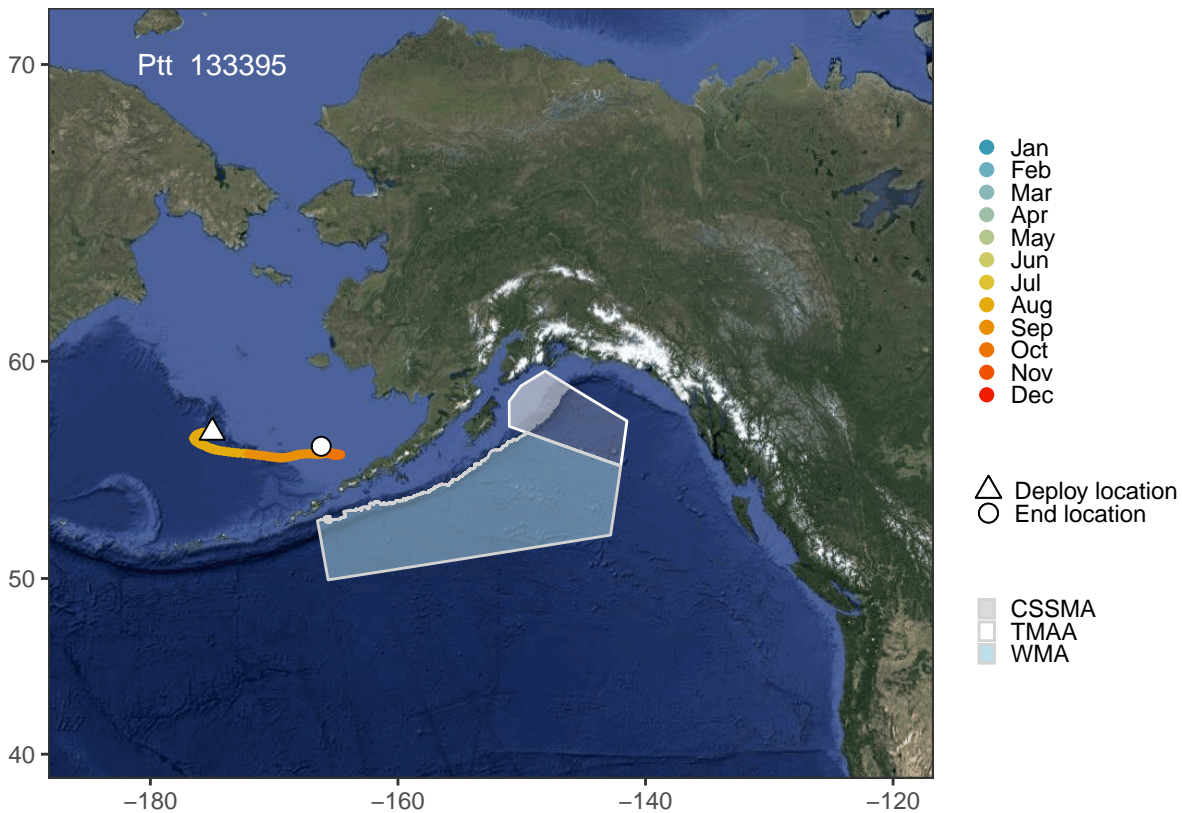 Ptt 133395
70
60
50
40
−180
−160
−140
−120
Jan
Feb
Mar
Apr
May
Jun
Jul
Aug
Sep
Oct
Nov
Dec
Deploy location
End location
CSSMA
TMAA
WMA